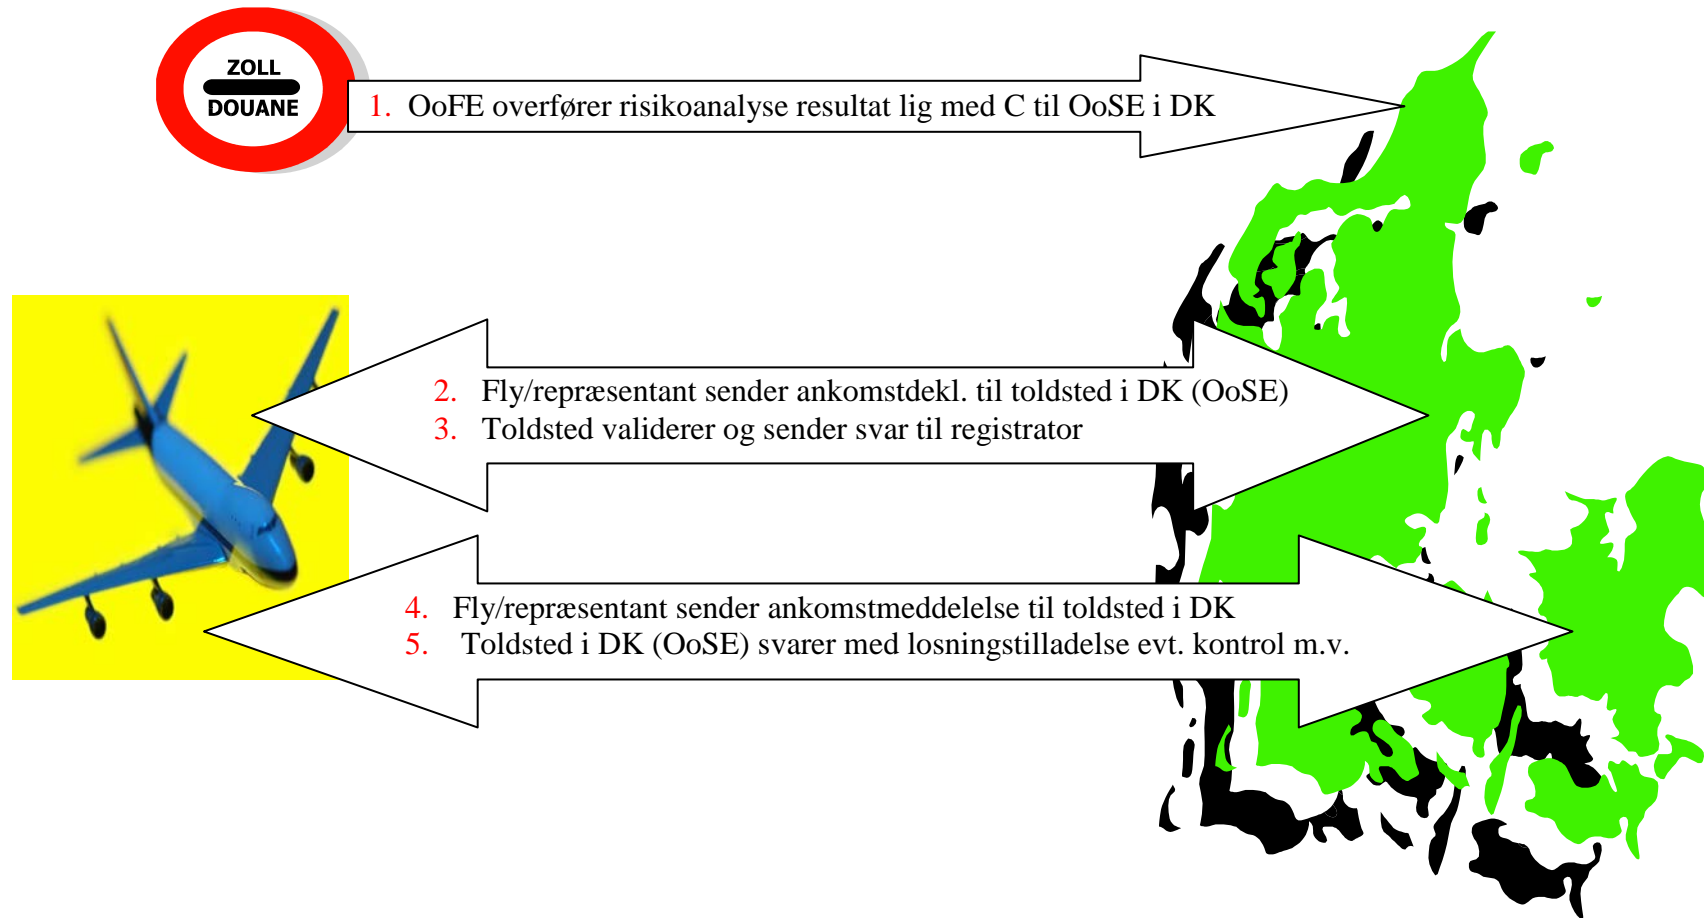 ZOLL
DOUANE
1. OoFE overfører risikoanalyse resultat lig med C til OoSE i DK
2. Fly/repræsentant sender ankomstdekl. til toldsted i DK (OoSE)
3. Toldsted validerer og sender svar til registrator
4. Fly/repræsentant sender ankomstmeddelelse til toldsted i DK
5. Toldsted i DK (OoSE) svarer med losningstilladelse evt. kontrol m.v.